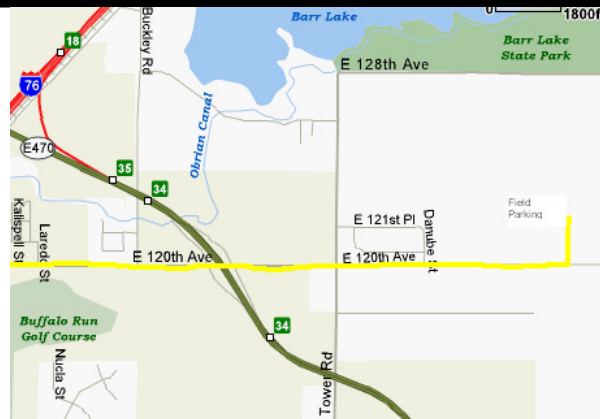 0
1800f
Barr Lake
Barr Lake
State Park
18
Buckley Rd
E 128th Ave
76
Obrian Canal
E470
35
34
Kalispell St
Laredo St
Field
Parking
E 121st Pl
Danube St
E 120th Ave
E 120th Ave
Buffalo Run
Golf Course
34
Nucla St
Tower Rd